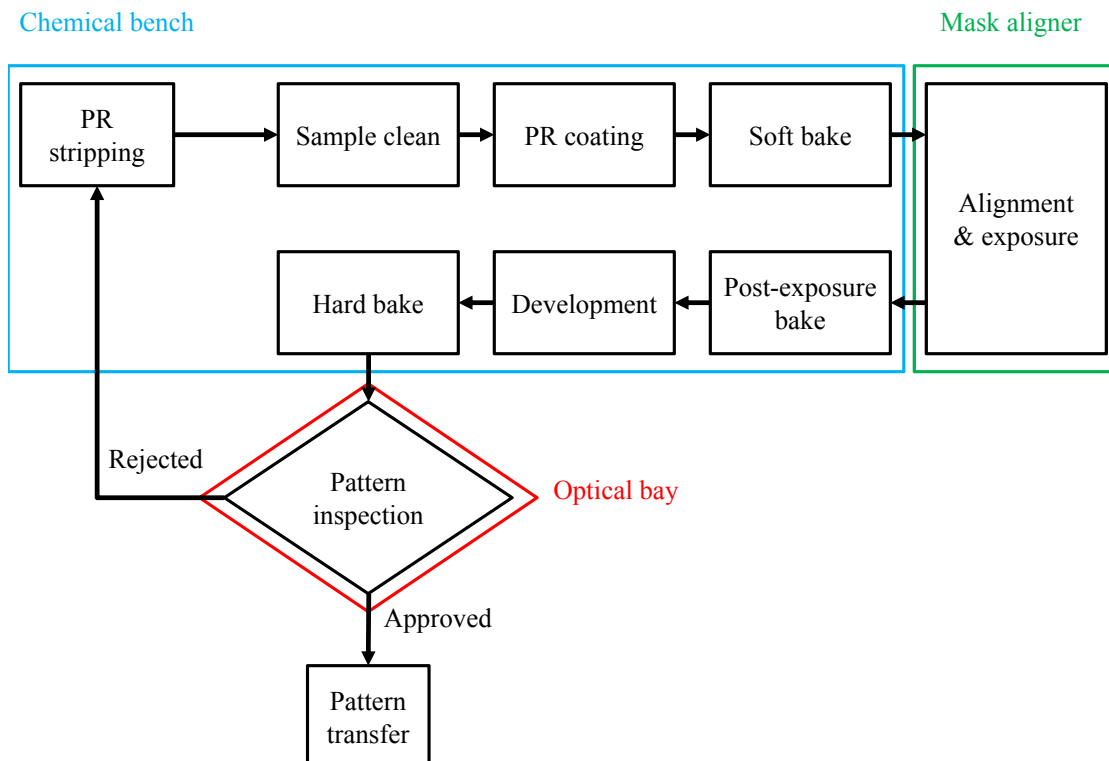 Chemical bench
Mask aligner
PR
stripping
Sample clean
PR coating
Soft bake
Alignment
& exposure
Hard bake
Development
Post-exposure
bake
Rejected
Pattern
inspection
Optical bay
Approved
Pattern
transfer